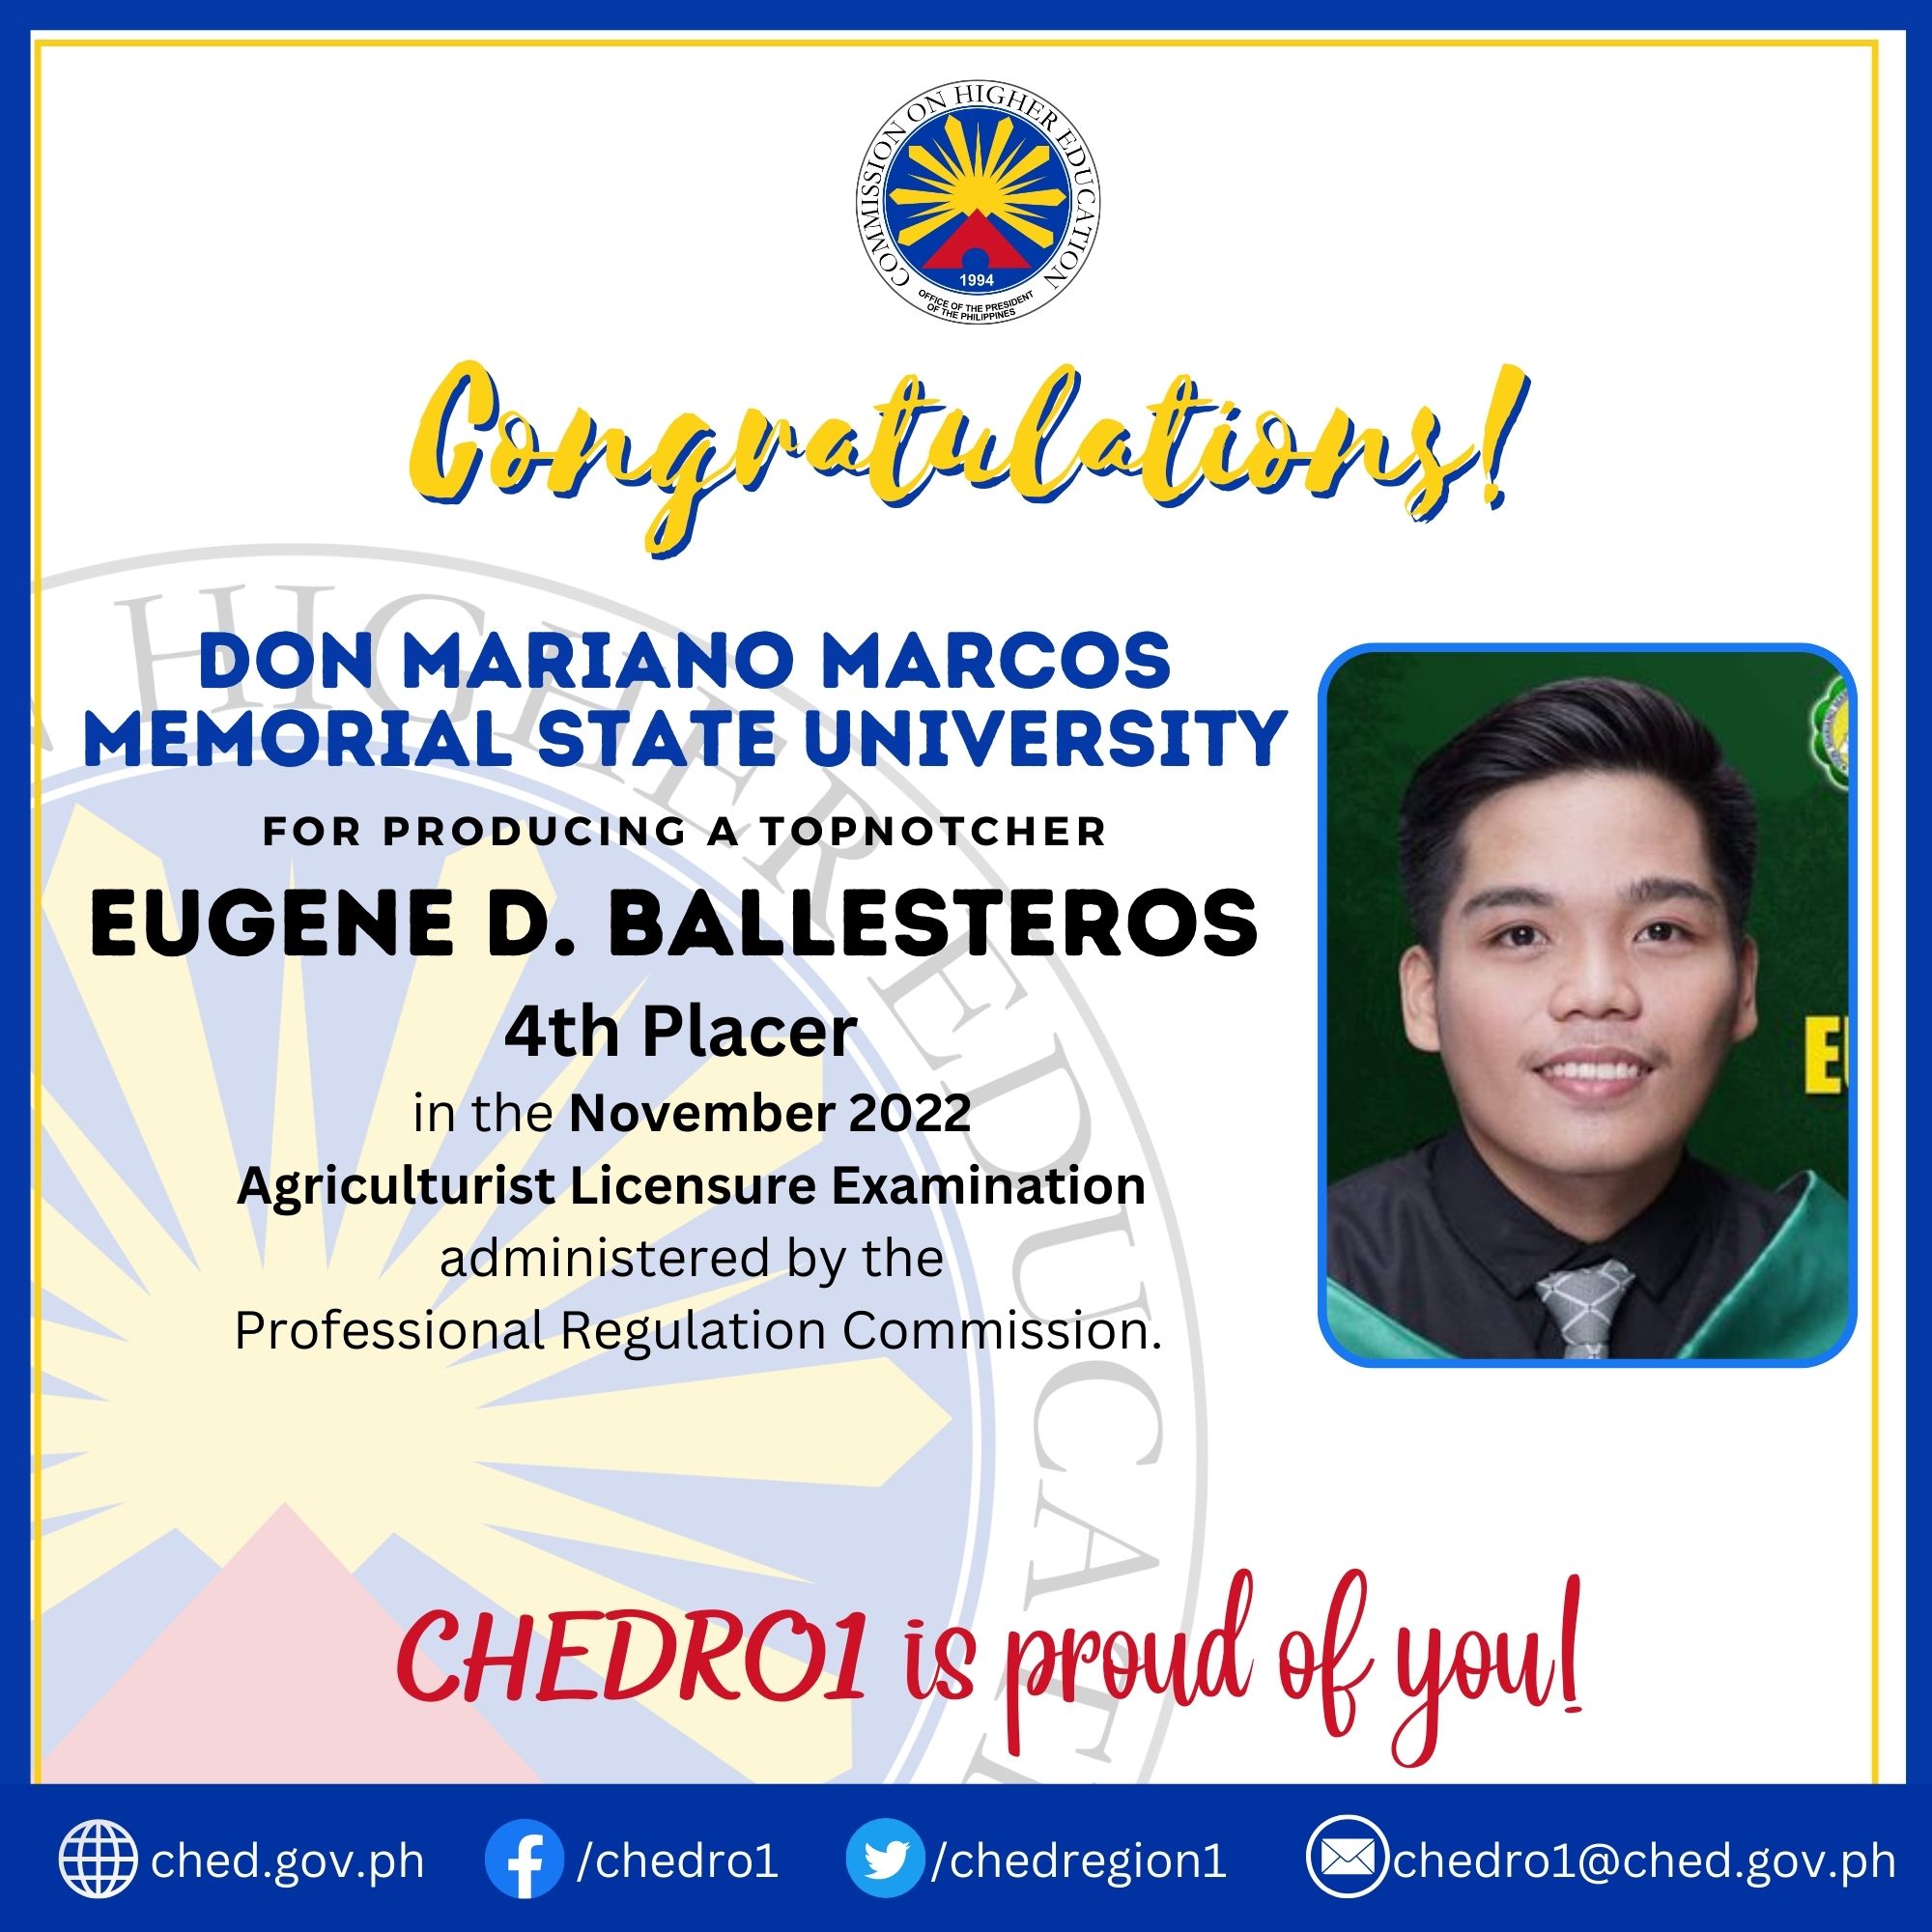 COMMISSION ON HIGHER EDUCATION
1994
OFFICE OF THE PRESIDENT
OF THE PHILIPPINES
Congratulations!
HIGHER EDUCAT
DON MARIANO MARCOS
MEMORIAL STATE UNIVERSITY
FOR PRODUCING A TOPNOTCHER
EUGENE D. BALLESTEROS
4th Placer
in the November 2022
Agriculturist Licensure Examination
administered by the
Professional Regulation Commission.
CHEDRO1 is proud of you!
ched.gov.ph
/chedro1
/chedregion1
chedro1@ched.gov.ph